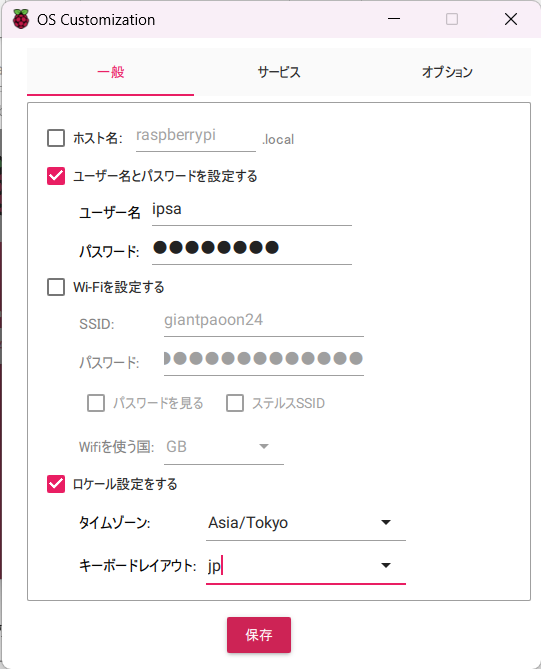 OS Customization
一般 サービス オプション
ホスト名: raspberrypi .local
ユーザー名とパスワードを設定する
ユーザー名 ipsa
パスワード: ●●●●●●●●
Wi-Fiを設定する
SSID: giantpaoon24
パスワード: ●●●●●●●●●●●●●●
パスワードを見る ステルスSSID
Wifiを使う国: GB
ロケール設定をする
タイムゾーン: Asia/Tokyo
キーボードレイアウト: jp
保存